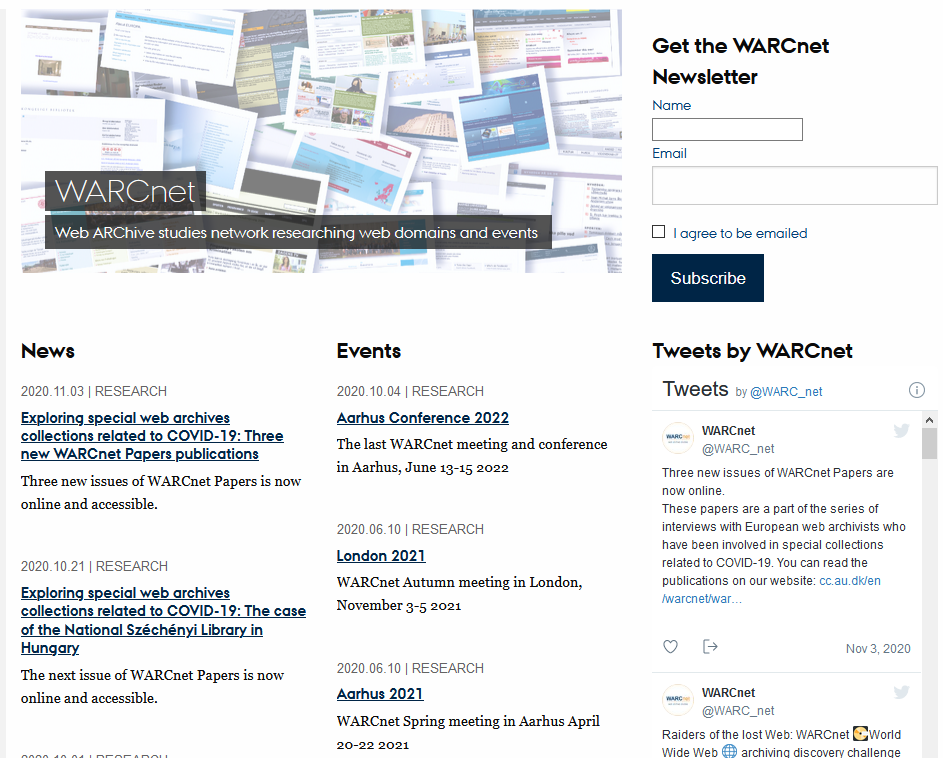 WARCnet
Web ARChive studies network researching web domains and events
Get the WARCnet
Newsletter
Name
Email
I agree to be emailed
Subscribe
News
2020.11.03 | RESEARCH
Exploring special web archives
collections related to COVID-19: Three
new WARCnet Papers publications
Three new issues of WARCnet Papers is now
online and accessible.
2020.10.21 | RESEARCH
Exploring special web archives
collections related to COVID-19: The case
of the National Széchényi Library in
Hungary
The next issue of WARCnet Papers is now
online and accessible.
Events
2020.10.04 | RESEARCH
Aarhus Conference 2022
The last WARCnet meeting and conference
in Aarhus, June 13-15 2022
2020.06.10 | RESEARCH
London 2021
WARCnet Autumn meeting in London,
November 3-5 2021
2020.06.10 | RESEARCH
Aarhus 2021
WARCnet Spring meeting in Aarhus April
20-22 2021
Tweets by WARCnet
Tweets by @WARC_net
WARCnet
@WARC_net
Three new issues of WARCnet Papers are
now online.
These papers are a part of the series of
interviews with European web archivists who
have been involved in special collections
related to COVID-19. You can read the
publications on our website: cc.au.dk/en
/warcnet/war…
Nov 3, 2020
WARCnet
@WARC_net
Raiders of the lost Web: WARCnet 📀World
Wide Web 🌐 archiving discovery challenge